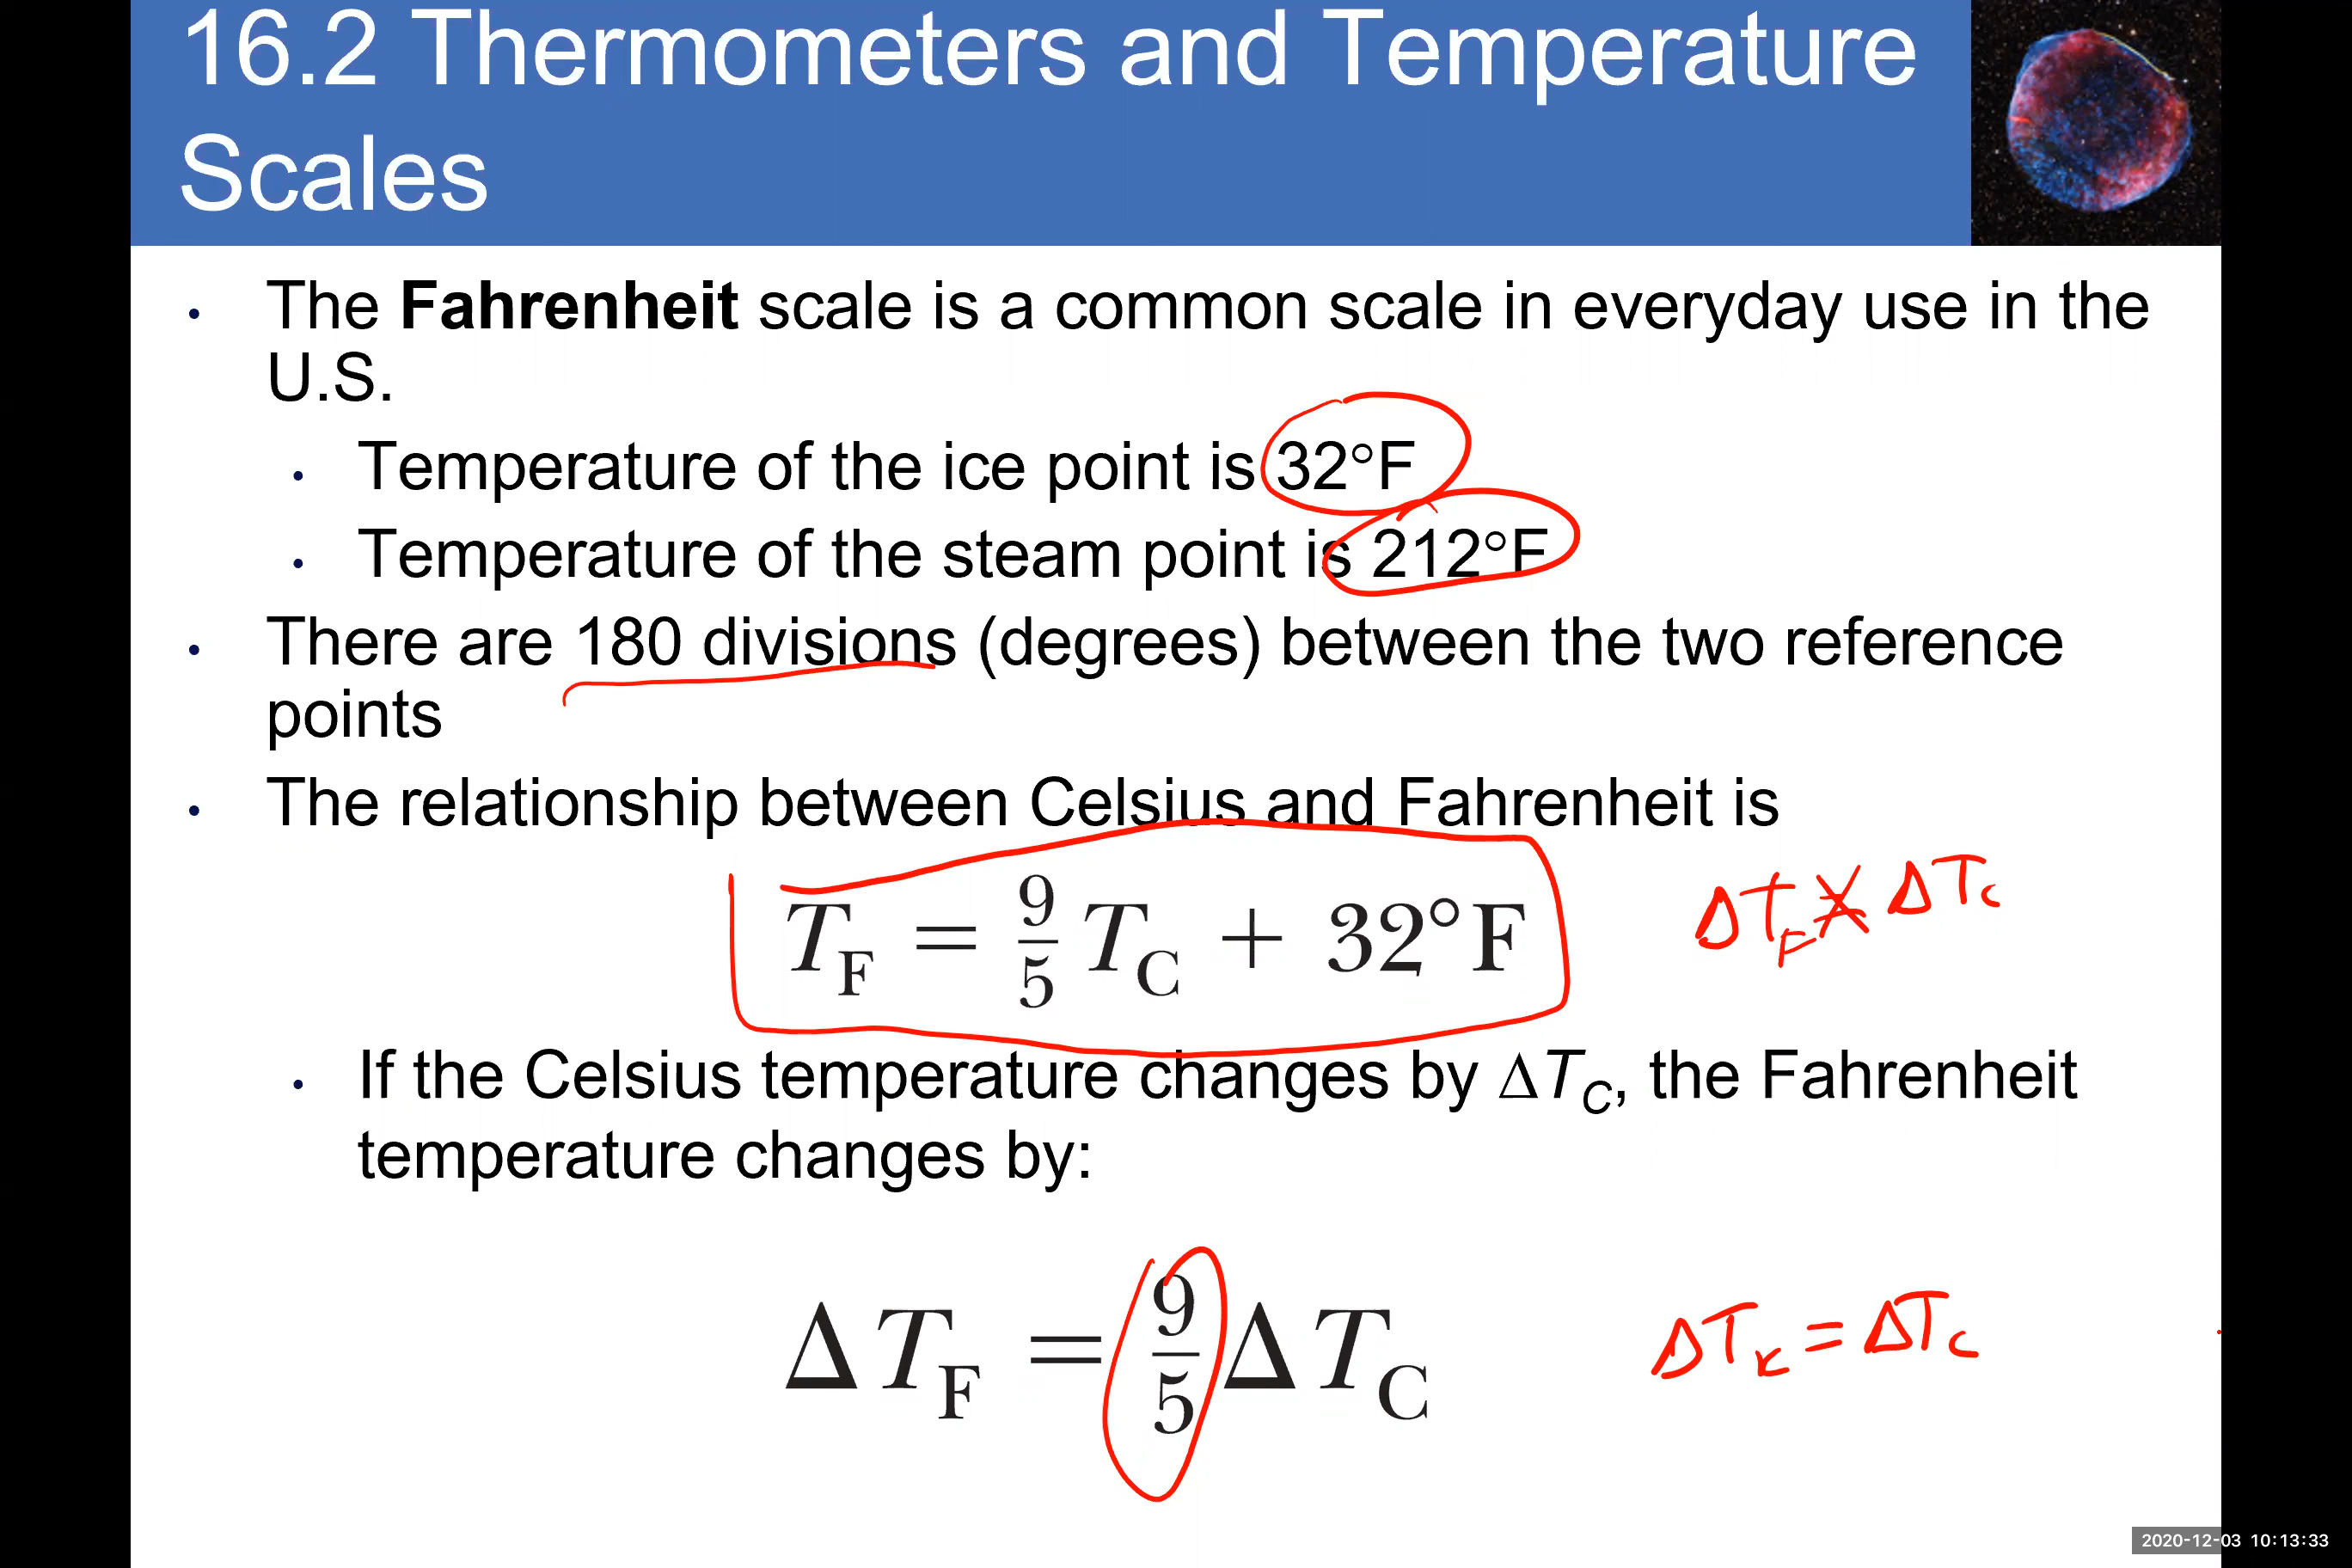 16.2 Thermometers and Temperature
Scales
• The Fahrenheit scale is a common scale in everyday use in the
U.S.
• Temperature of the ice point is 32°F
• Temperature of the steam point is 212°F
• There are 180 divisions (degrees) between the two reference
points
• The relationship between Celsius and Fahrenheit is
T_F = 9/5 T_C + 32°F
ΔT_F ≠ ΔT_C
• If the Celsius temperature changes by ΔT_C, the Fahrenheit
temperature changes by:
ΔT_F = 9/5 ΔT_C
ΔT_K = ΔT_C
2020-12-03 10:13:33